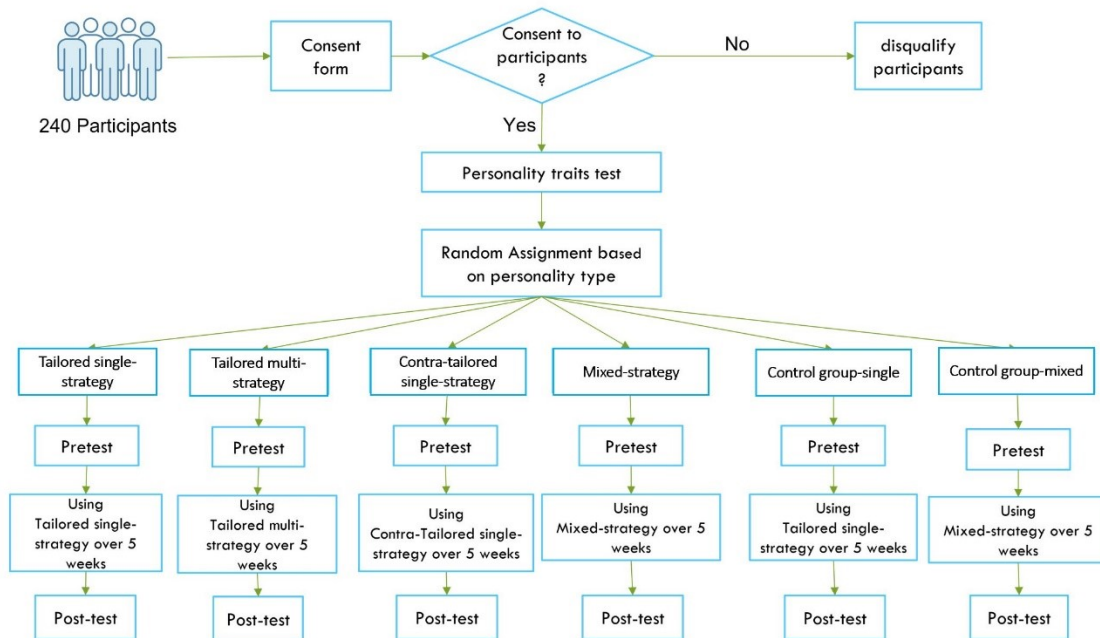 Consent
form
Consent to
participants
?
No
disqualify
participants
240 Participants
Yes
Personality traits test
Random Assignment based
on personality type
Tailored single-
strategy
Tailored multi-
strategy
Contra-tailored
single-strategy
Mixed-strategy
Control group-single
Control group-mixed
Pretest
Pretest
Pretest
Pretest
Pretest
Pretest
Using
Tailored single-
strategy over 5
weeks
Using
Tailored multi-
strategy over 5
weeks
Using
Contra-Tailored single-
strategy over 5 weeks
Using
Mixed-strategy over 5
weeks
Using
Tailored single-
strategy over 5 weeks
Using
Mixed-strategy over 5
weeks
Post-test
Post-test
Post-test
Post-test
Post-test
Post-test